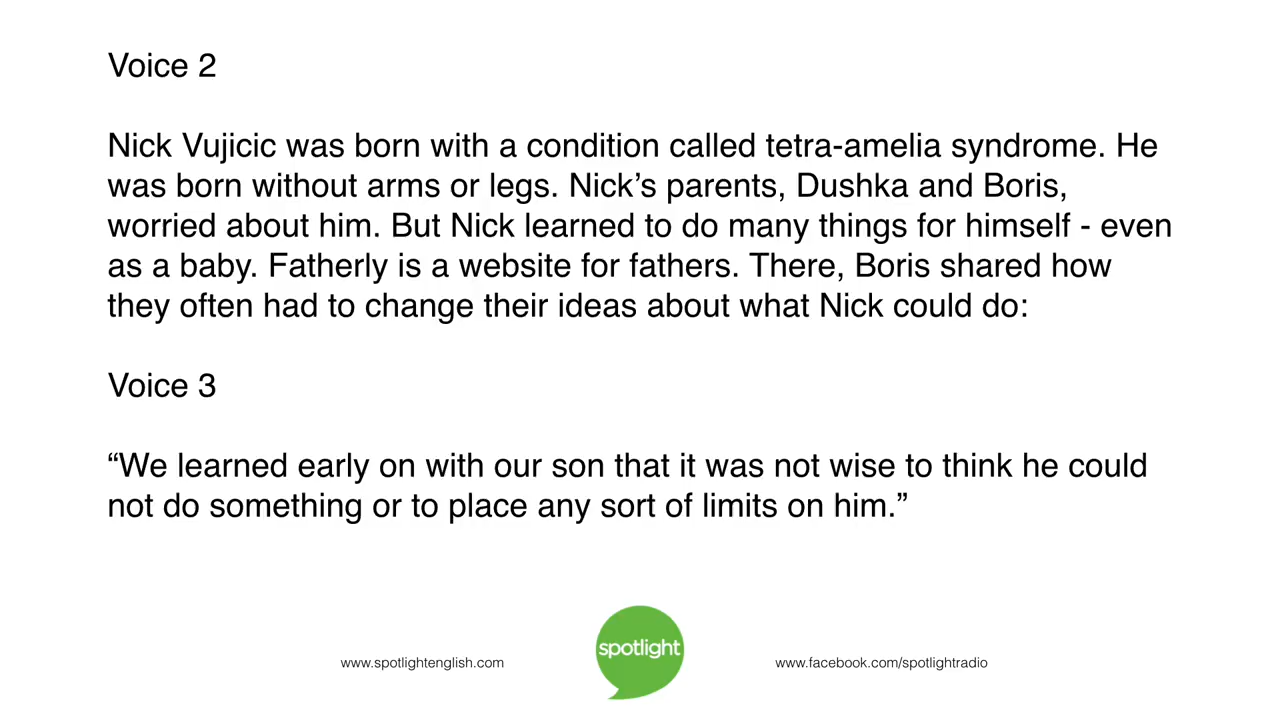 Voice 2
Nick Vujicic was born with a condition called tetra-amelia syndrome. He
was born without arms or legs. Nick’s parents, Dushka and Boris,
worried about him. But Nick learned to do many things for himself - even
as a baby. Fatherly is a website for fathers. There, Boris shared how
they often had to change their ideas about what Nick could do:
Voice 3
“We learned early on with our son that it was not wise to think he could
not do something or to place any sort of limits on him.”
www.spotlightenglish.com
spotlight
www.facebook.com/spotlightradio